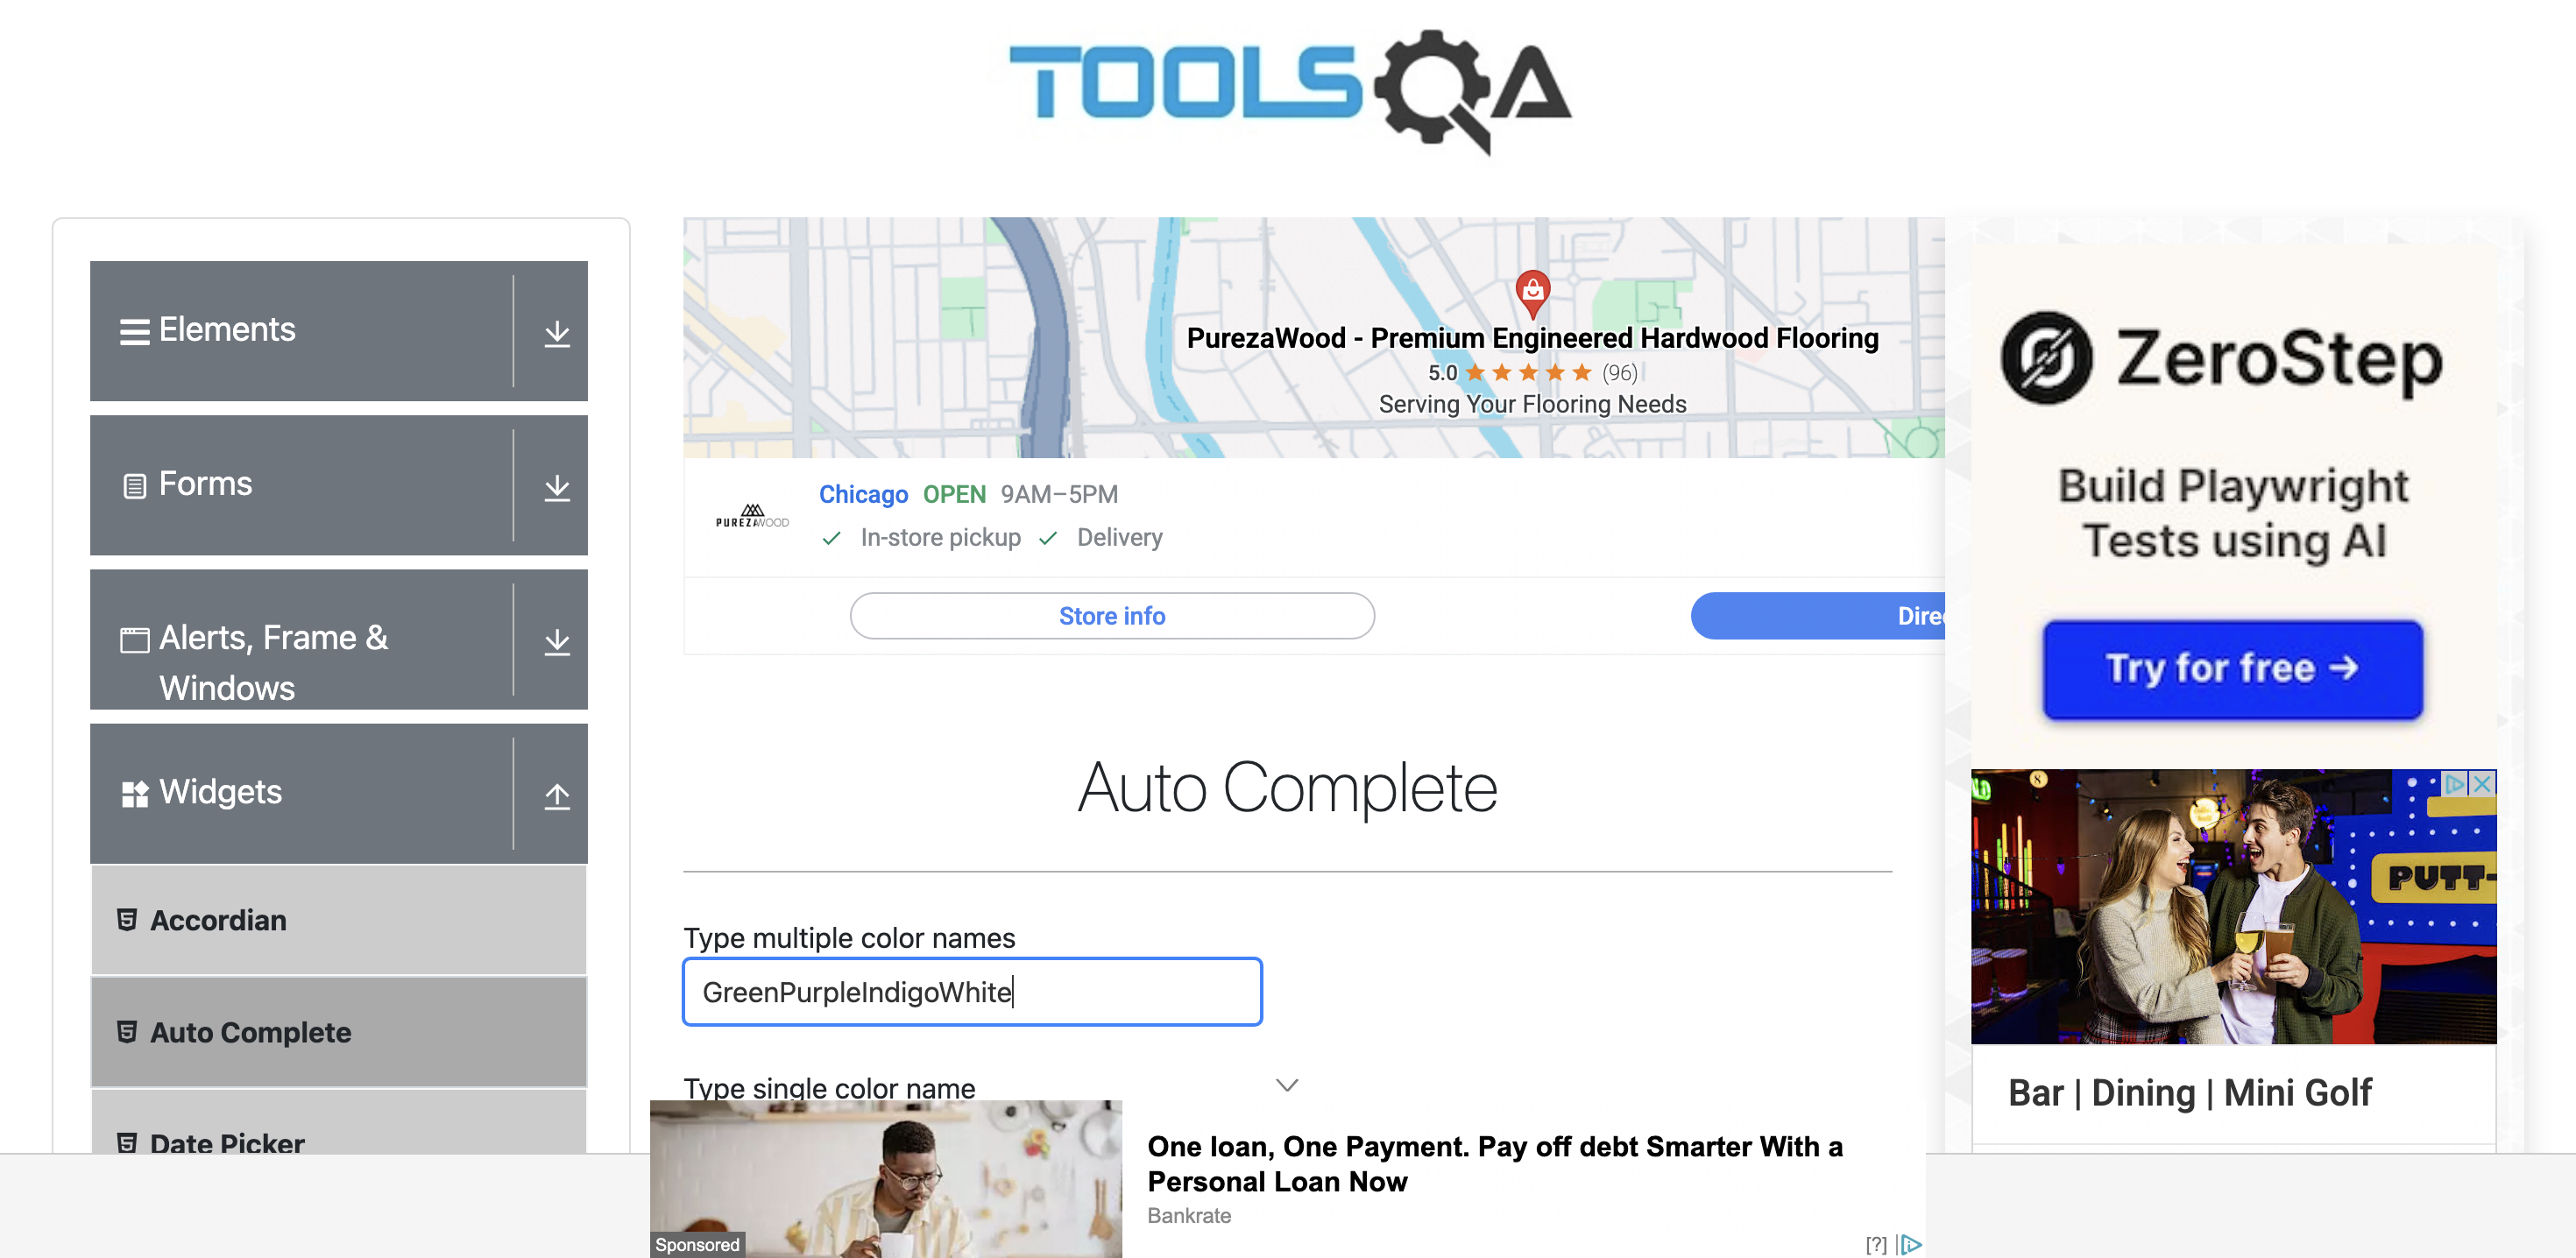 TOOLSQA
Elements
Forms
Alerts, Frame &
Windows
Widgets
Accordian
Auto Complete
Date Picker
PurezaWood - Premium Engineered Hardwood Flooring
5.0 (96)
Serving Your Flooring Needs
PUREZAWOOD
Chicago OPEN 9AM–5PM
In-store pickup Delivery
Store info
Direc
Auto Complete
Type multiple color names
GreenPurpleIndigoWhite
Type single color name
Sponsored
One loan, One Payment. Pay off debt Smarter With a
Personal Loan Now
Bankrate
[?]
ZeroStep
Build Playwright
Tests using AI
Try for free →
8
PUTT-
Bar | Dining | Mini Golf